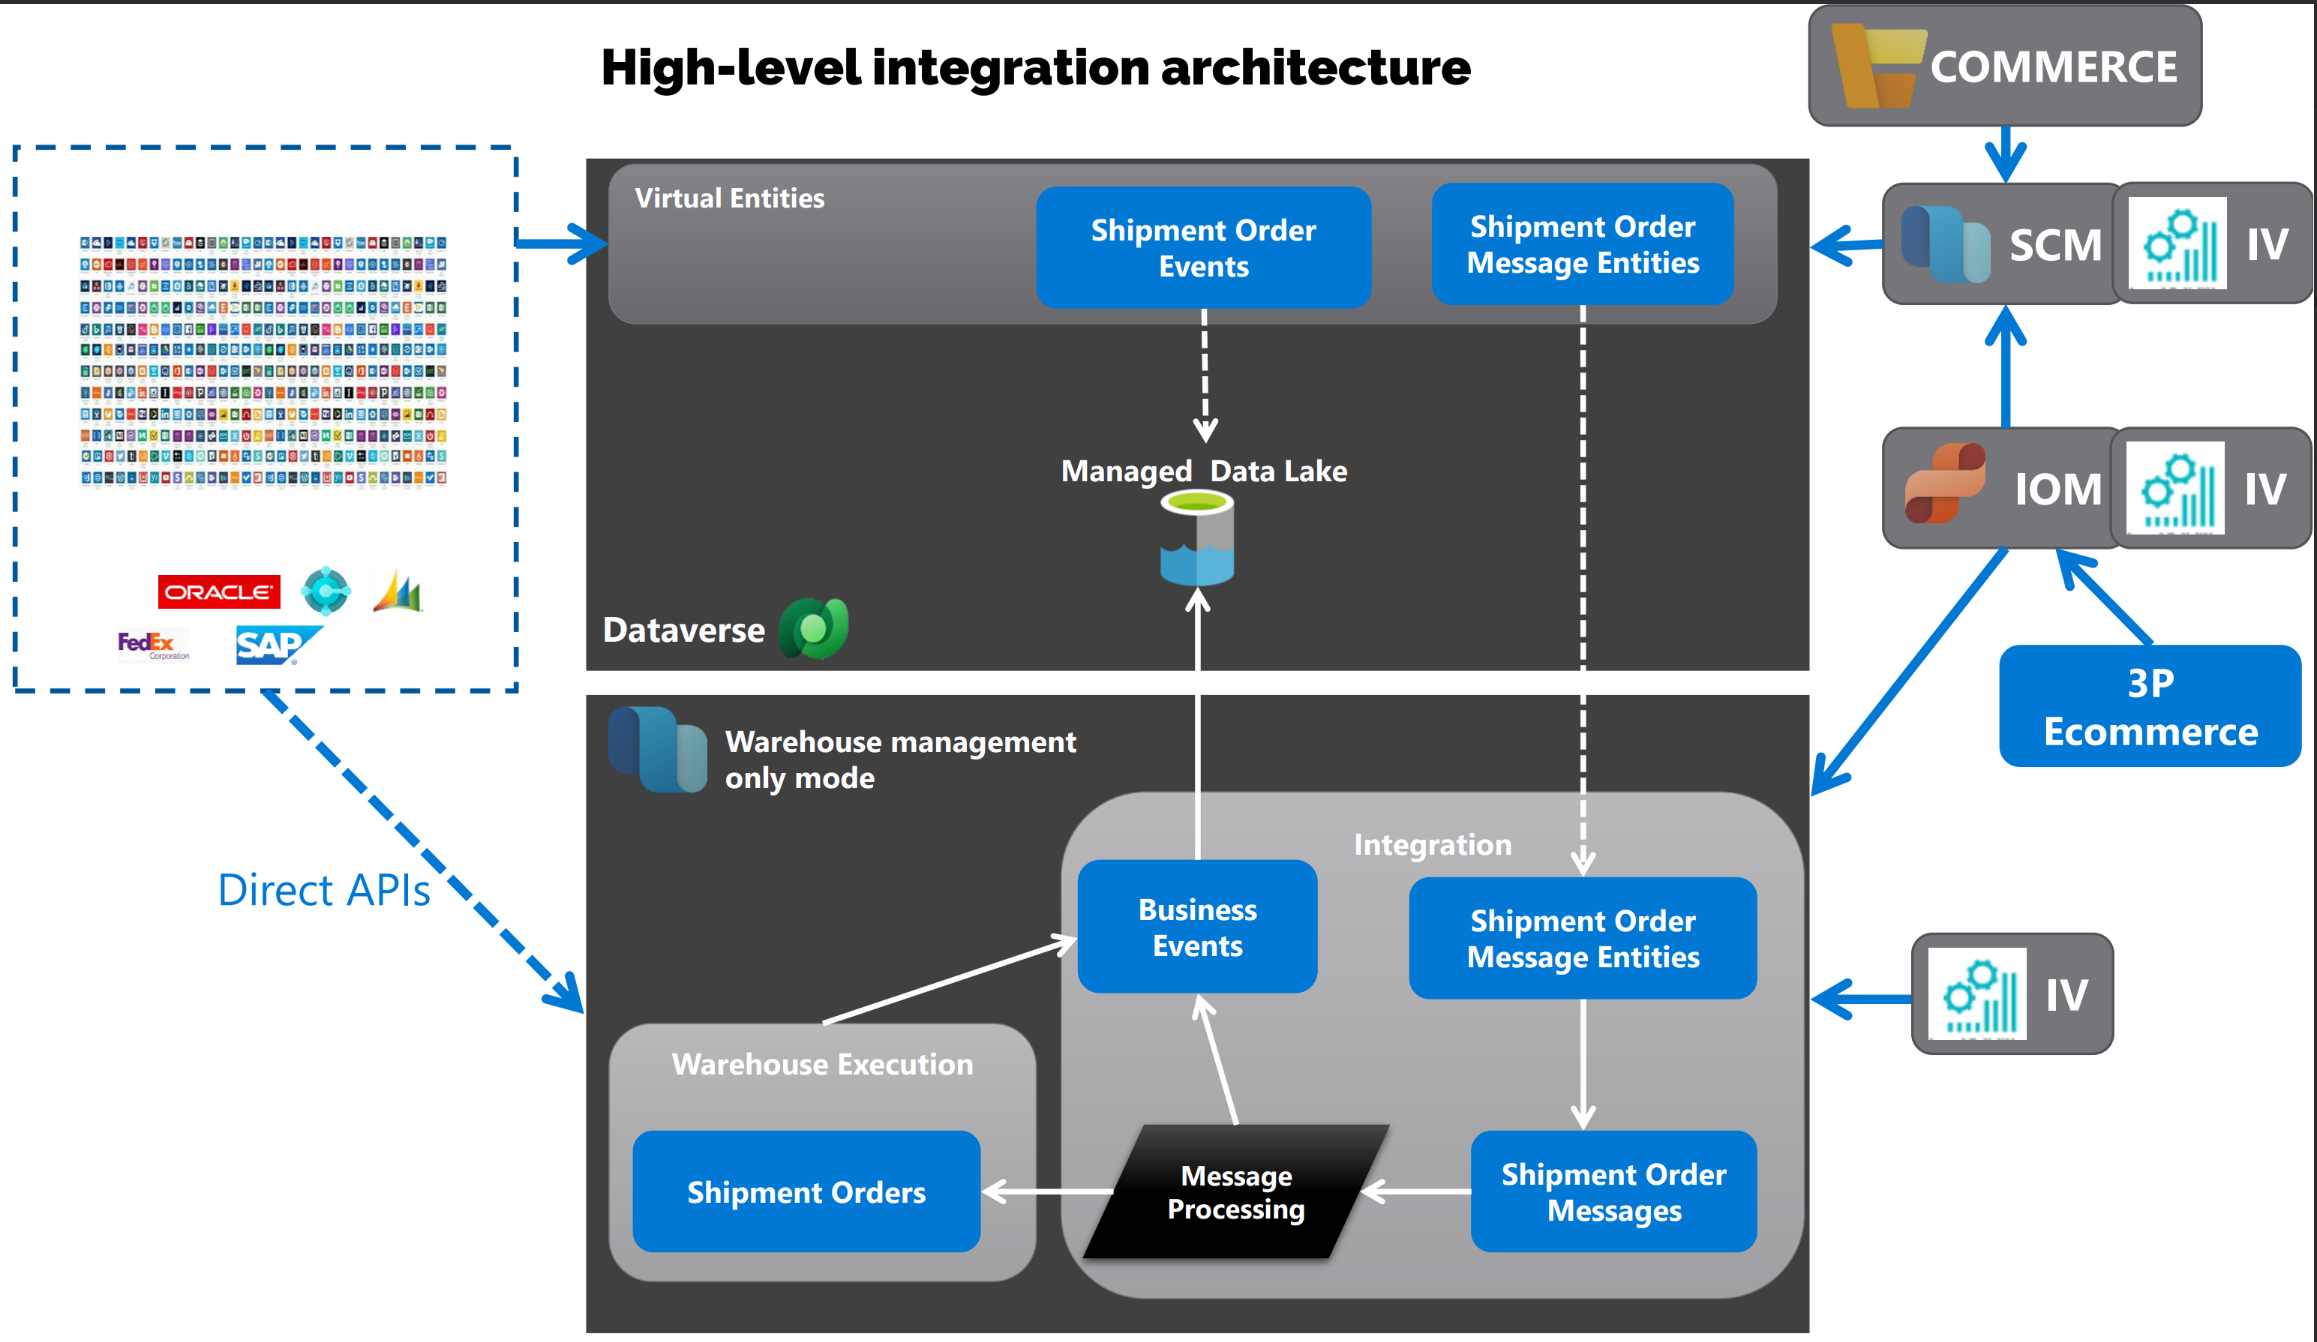 High-level integration architecture
COMMERCE
Virtual Entities
Shipment Order
Events
Shipment Order
Message Entities
SCM
IV
Managed Data Lake
IOM
IV
ORACLE
FedEx
Corporation
SAP
Dataverse
3P
Ecommerce
Warehouse management
only mode
Direct APIs
Integration
Business
Events
Shipment Order
Message Entities
IV
Warehouse Execution
Shipment Orders
Message
Processing
Shipment Order
Messages